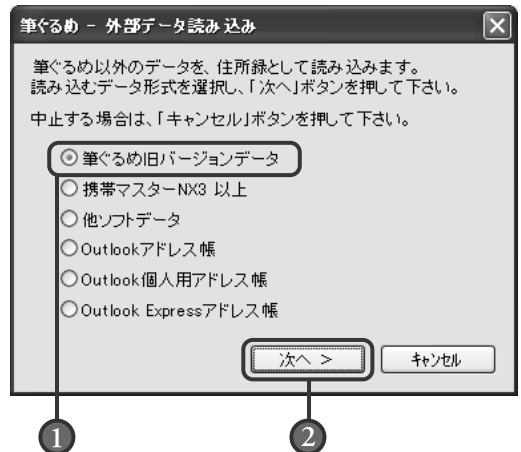 筆ぐるめ - 外部データ読み込み
筆ぐるめ以外のデータを、住所録として読み込みます。
読み込むデータ形式を選択し、「次へ」ボタンを押して下さい。
中止する場合は、「キャンセル」ボタンを押して下さい。
筆ぐるめ旧バージョンデータ
携帯マスターNX3 以上
他ソフトデータ
Outlookアドレス帳
Outlook個人用アドレス帳
Outlook Expressアドレス帳
次へ > キャンセル
1 2